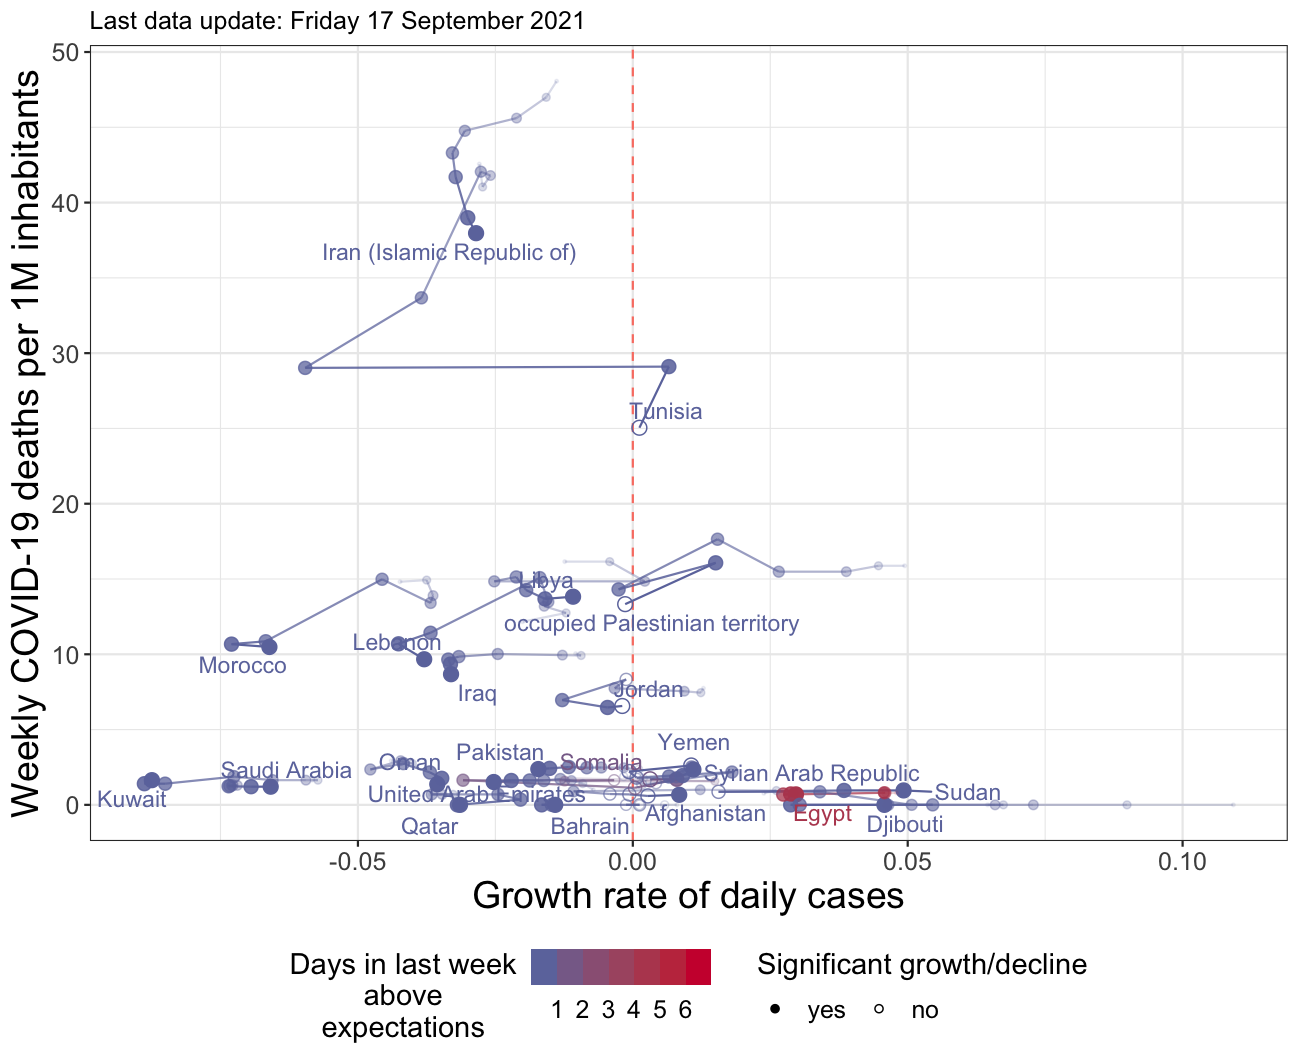 Last data update: Friday 17 September 2021
Weekly COVID-19 deaths per 1M inhabitants
50
40
30
20
10
0
Iran (Islamic Republic of)
Tunisia
Libya
occupied Palestinian territory
Lebanon
Morocco
Iraq
Jordan
Yemen
Pakistan
Somalia
Oman
Saudi Arabia
Syrian Arab Republic
Kuwait
United Arab Emirates
Sudan
Afghanistan
Egypt
Qatar
Bahrain
Djibouti
-0.05
0.00
0.05
0.10
Growth rate of daily cases
Days in last week
above
expectations
1 2 3 4 5 6
Significant growth/decline
yes
no